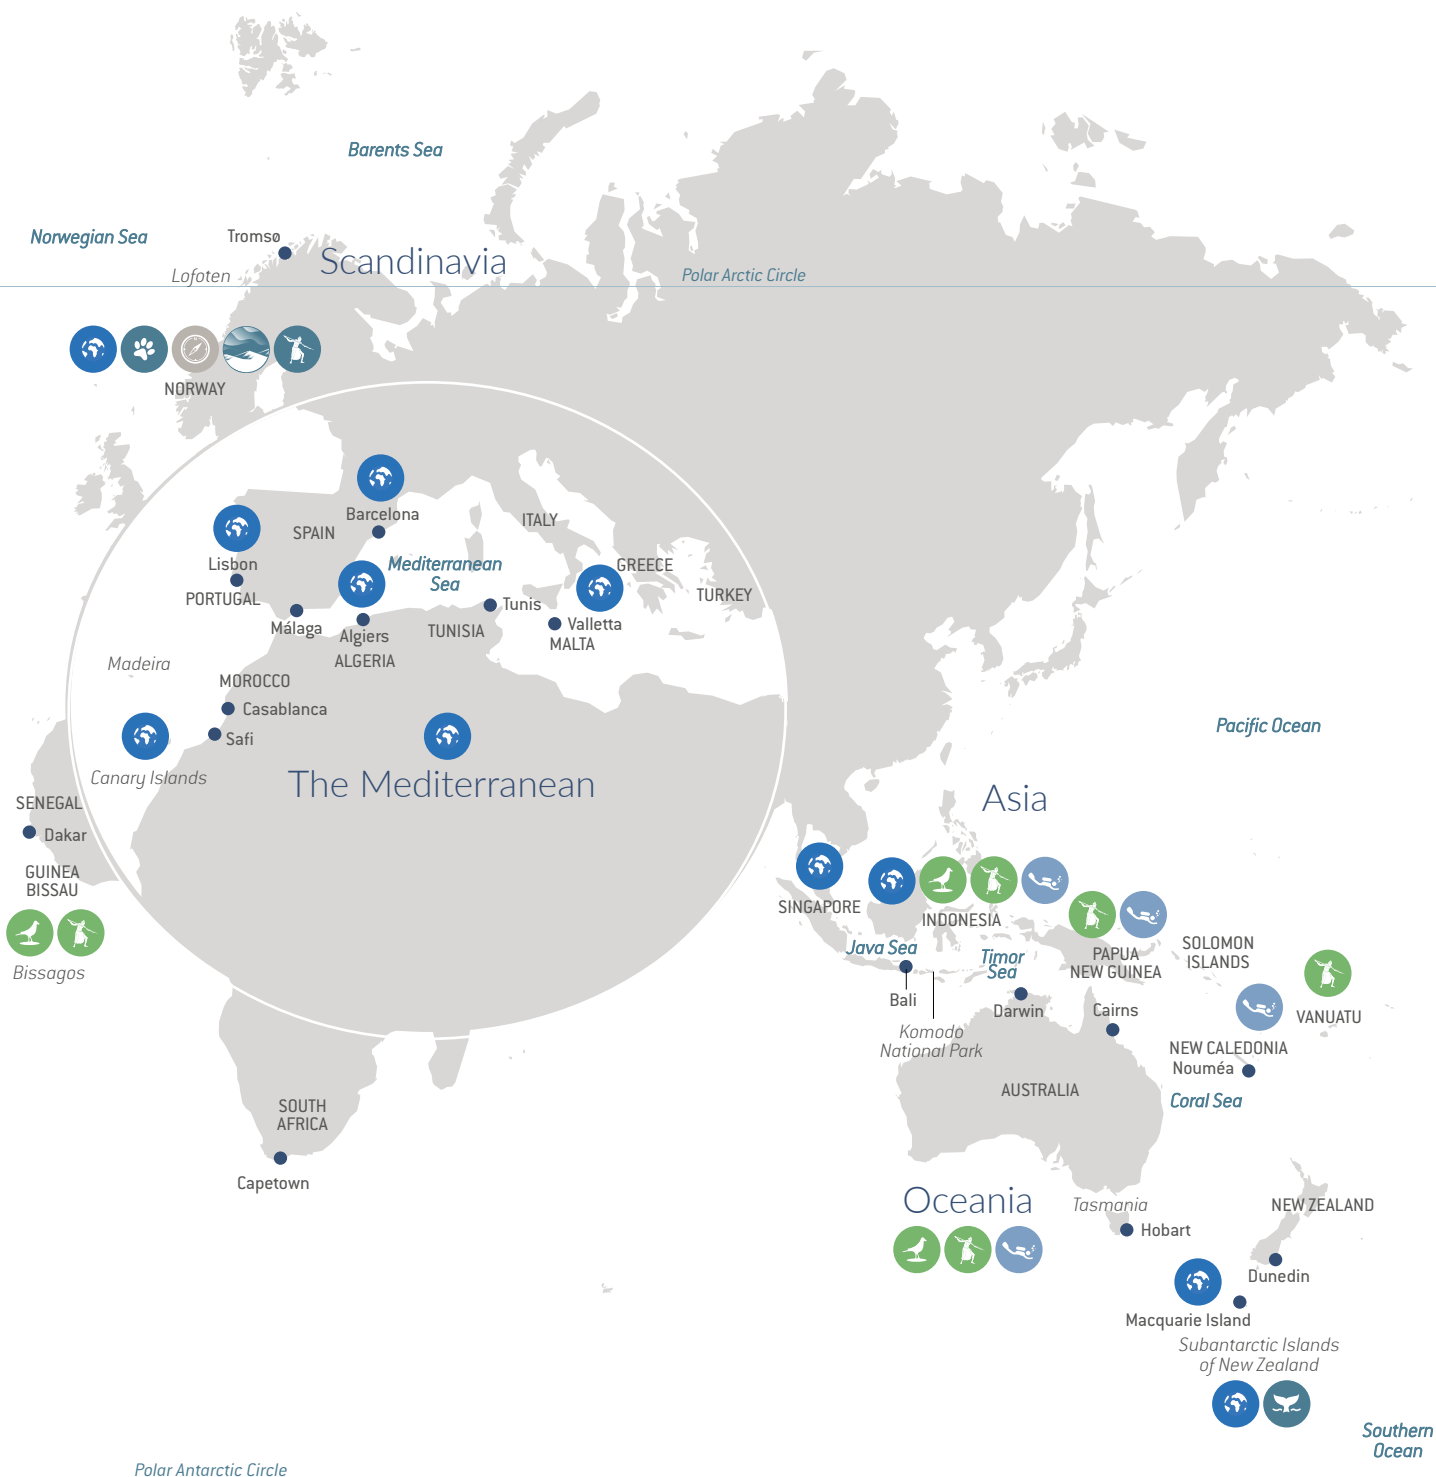 Barents Sea
Norwegian Sea
Tromsø
Scandinavia
Lofoten
Polar Arctic Circle
NORWAY
Barcelona
SPAIN
ITALY
Lisbon
Mediterranean
Sea
GREECE
PORTUGAL
TURKEY
Tunis
Málaga
Algiers
TUNISIA
Valletta
MALTA
ALGERIA
Madeira
MOROCCO
Casablanca
Safi
Pacific Ocean
Canary Islands
The Mediterranean
Asia
SENEGAL
Dakar
GUINEA
BISSAU
Bissagos
SINGAPORE
INDONESIA
Java Sea
Timor
Sea
PAPUA
NEW GUINEA
SOLOMON
ISLANDS
Bali
Darwin
Cairns
VANUATU
Komodo
National Park
NEW CALEDONIA
Nouméa
AUSTRALIA
Coral Sea
SOUTH
AFRICA
Capetown
Oceania
Tasmania
NEW ZEALAND
Hobart
Dunedin
Macquarie Island
Subantarctic Islands
of New Zealand
Southern
Ocean
Polar Antarctic Circle